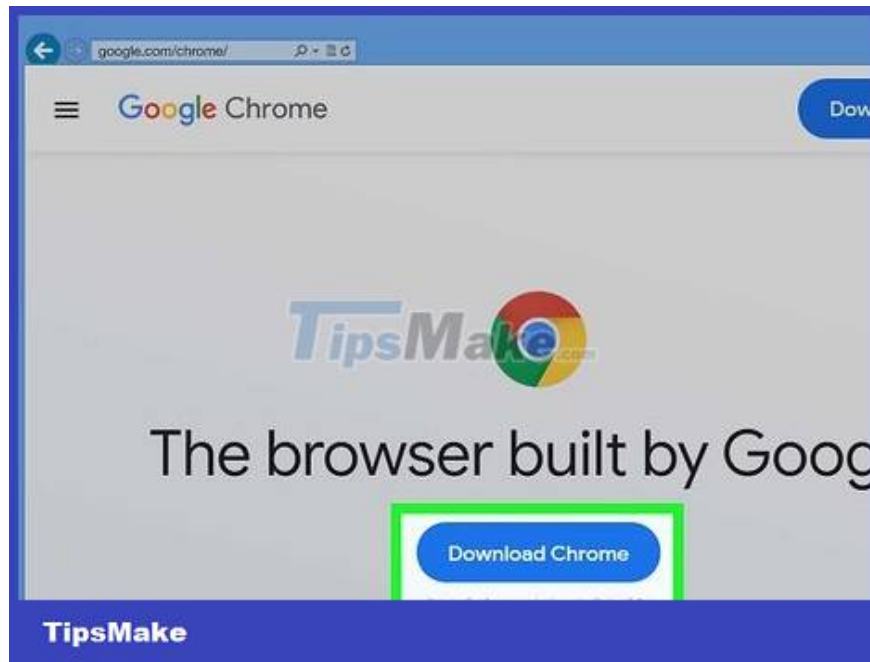 google.com/chrome/
Google Chrome
Dow
TipsMake.com
The browser built by Goog
Download Chrome
TipsMake